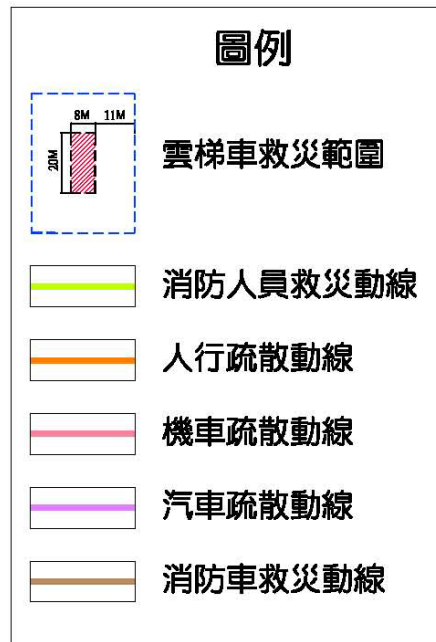 圖例
8M 11M
20M
雲梯車救災範圍
消防人員救災動線
人行疏散動線
機車疏散動線
汽車疏散動線
消防車救災動線